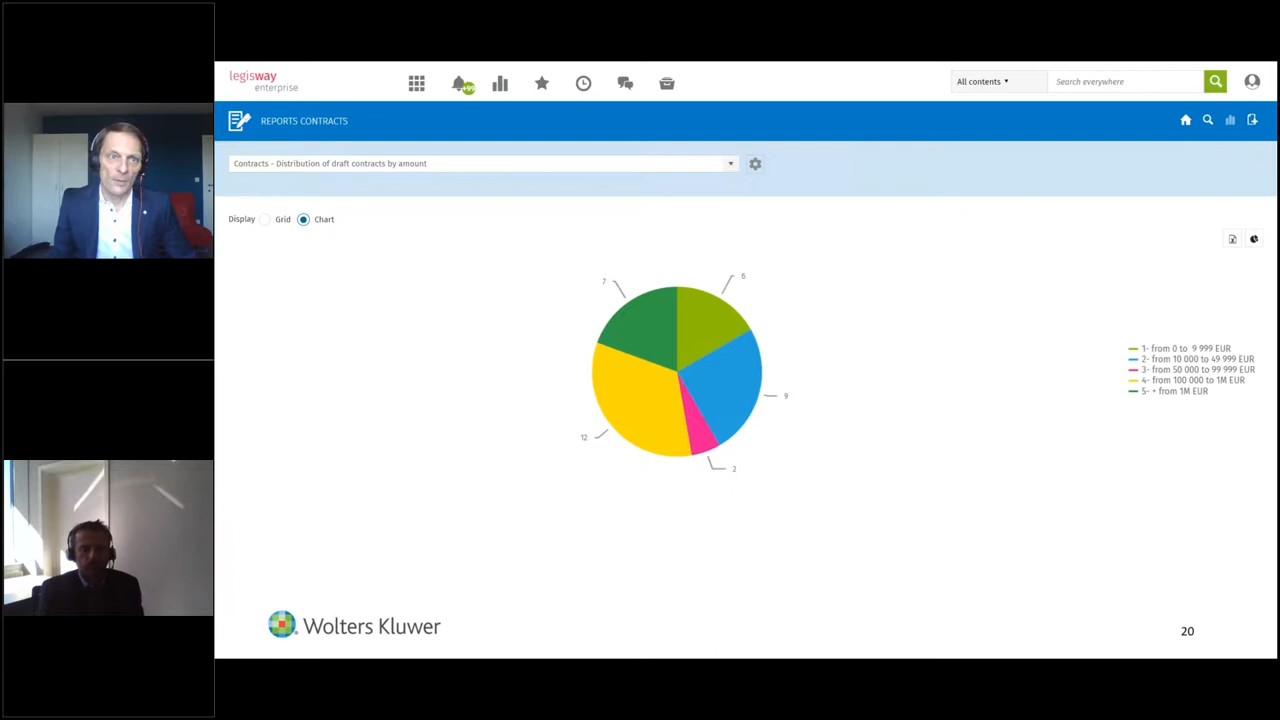 legisway
enterprise
+99
All contents
Search everywhere
REPORTS CONTRACTS
Contracts - Distribution of draft contracts by amount
Display Grid Chart
7
6
9
12
2
1- from 0 to 9 999 EUR
2- from 10 000 to 49 999 EUR
3- from 50 000 to 99 999 EUR
4- from 100 000 to 1M EUR
5- + from 1M EUR
Wolters Kluwer
20